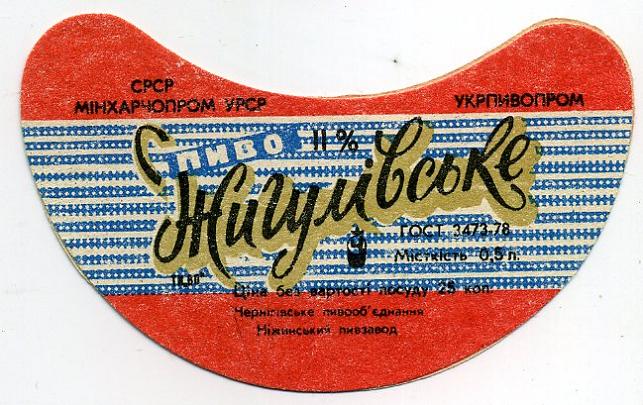 СРСР
МІНХАРЧОПРОМ УРСР
УКРПИВОПРОМ
ПИВО 11%
Жигулівське
ГОСТ 3473-78
Місткість 0,5 л.
Ціна без вартості посуду 25 коп.
Чернігівське пивооб'єднання
Ніжинський пивзавод